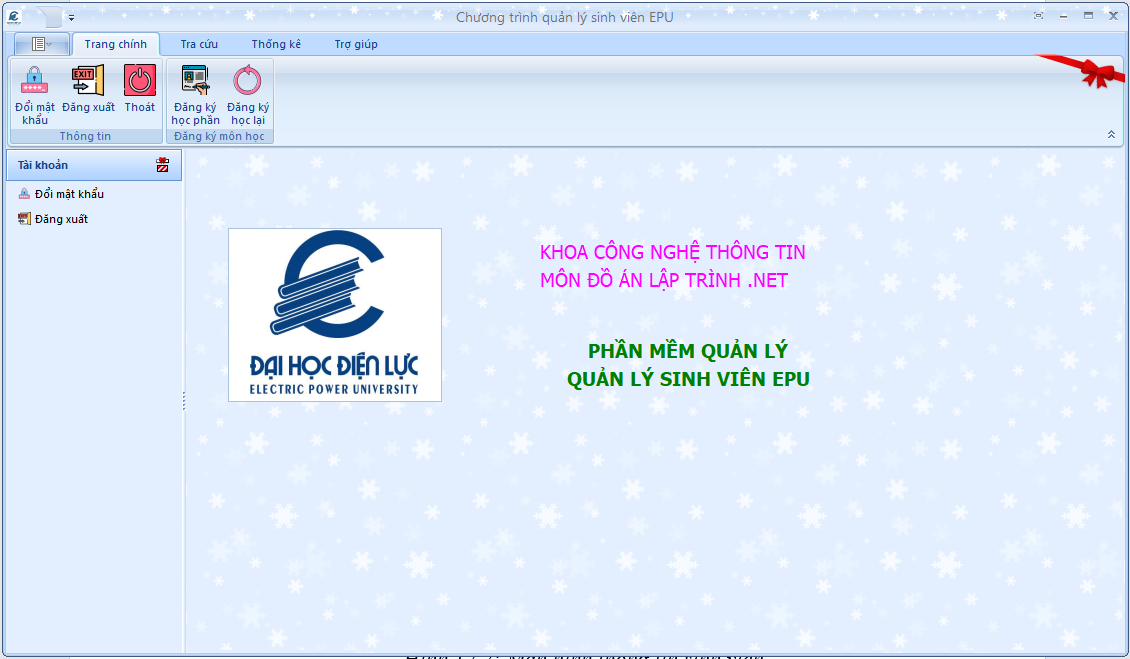 Chương trình quản lý sinh viên EPU
Trang chính
Tra cứu
Thống kê
Trợ giúp
EXIT
Đổi mật
khẩu
Đăng xuất
Thoát
Đăng ký
học phần
Đăng ký
học lại
Thông tin
Đăng ký môn học
Tài khoản
Đổi mật khẩu
Đăng xuất
KHOA CÔNG NGHỆ THÔNG TIN
MÔN ĐỒ ÁN LẬP TRÌNH .NET
PHẦN MỀM QUẢN LÝ
QUẢN LÝ SINH VIÊN EPU
ĐẠI HỌC ĐIỆN LỰC
ELECTRIC POWER UNIVERSITY